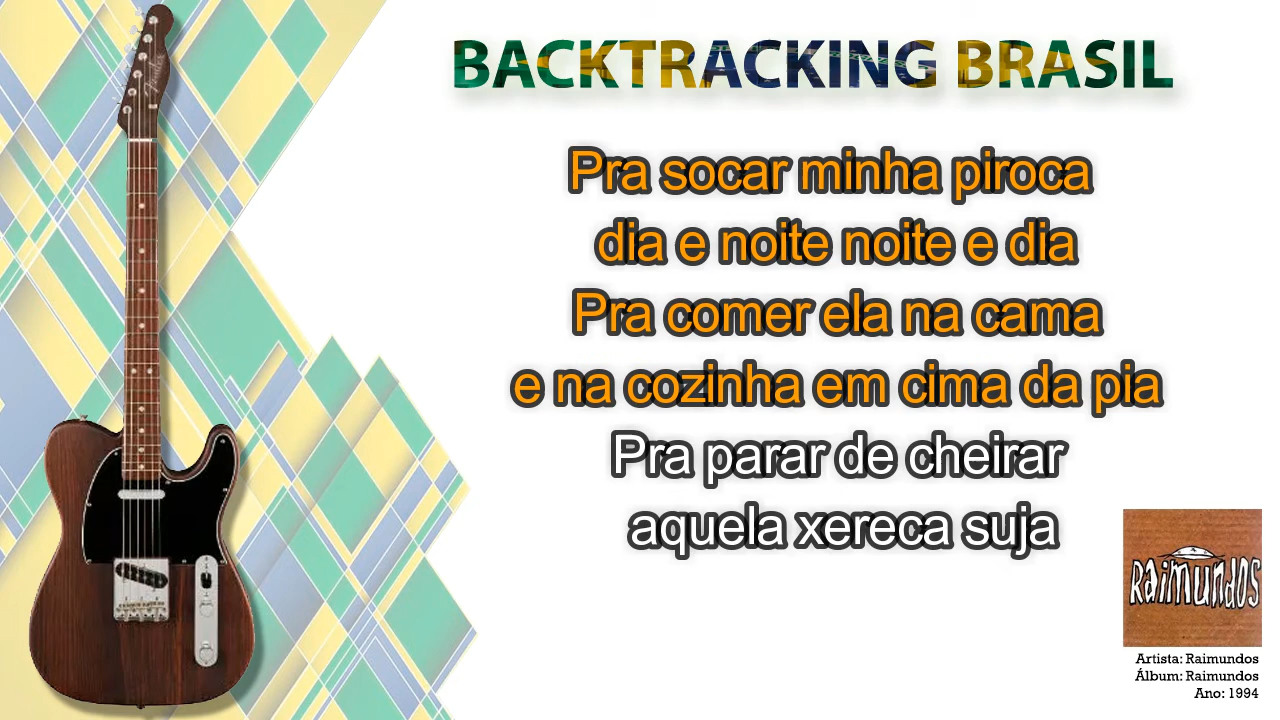 BACKTRACKING BRASIL
Pra socar minha piroca
dia e noite noite e dia
Pra comer ela na cama
e na cozinha em cima da pia
Pra parar de cheirar
aquela xereca suja
Raimundos
Artista: Raimundos
Álbum: Raimundos
Ano: 1994
Fender